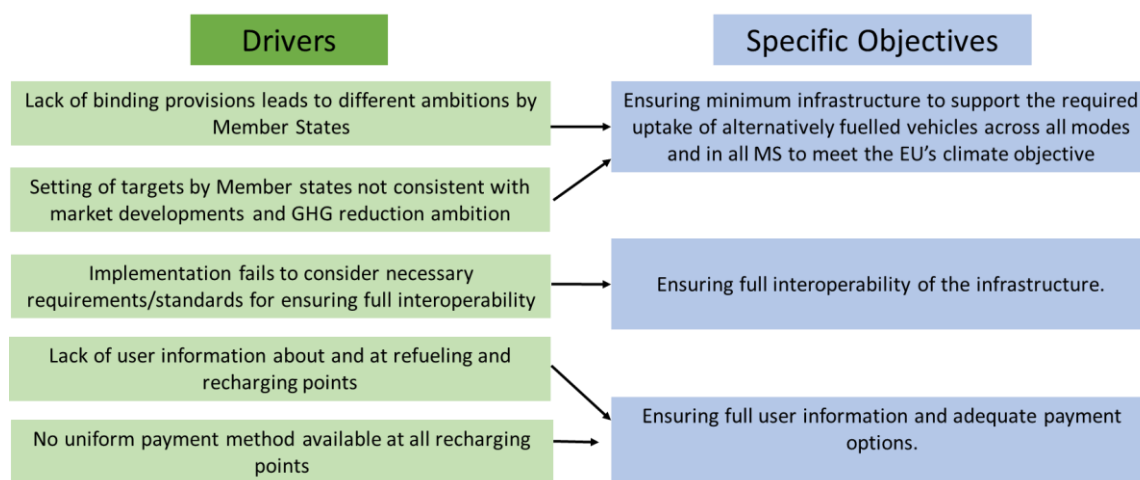 Drivers
Specific Objectives
Lack of binding provisions leads to different ambitions by
Member States
Setting of targets by Member states not consistent with
market developments and GHG reduction ambition
Implementation fails to consider necessary
requirements/standards for ensuring full interoperability
Lack of user information about and at refueling and
recharging points
No uniform payment method available at all recharging
points
Ensuring minimum infrastructure to support the required
uptake of alternatively fuelled vehicles across all modes
and in all MS to meet the EU's climate objective
Ensuring full interoperability of the infrastructure.
Ensuring full user information and adequate payment
options.